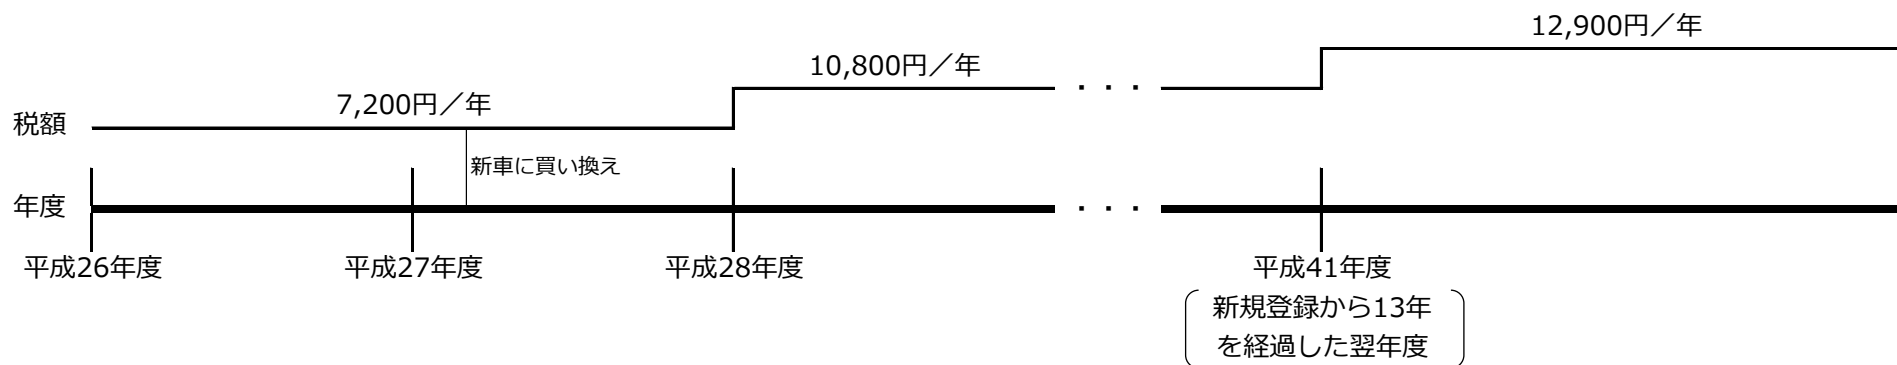 12,900円／年
10,800円／年
7,200円／年
・・・
税額
新車に買い換え
年度
・・・
平成26年度
平成27年度
平成28年度
平成41年度
新規登録から13年
を経過した翌年度